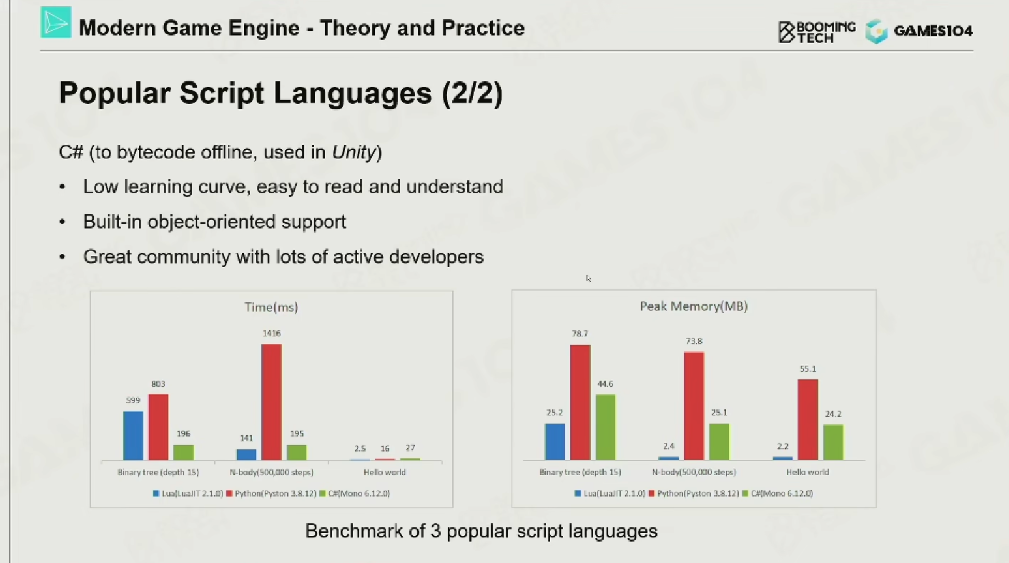 Modern Game Engine - Theory and Practice
BOOMING TECH
GAMES104
Popular Script Languages (2/2)
C# (to bytecode offline, used in Unity)
• Low learning curve, easy to read and understand
• Built-in object-oriented support
• Great community with lots of active developers
Time(ms)
1416
803
599
196
141
195
2.5 16 27
Binary tree (depth 15) N-body(500,000 steps) Hello world
Lua(LuaJIT 2.1.0) Python(Pyston 3.8.12) C#(Mono 6.12.0)
Peak Memory(MB)
78.7
73.8
55.1
44.6
25.2
25.1
24.2
2.4
2.2
Binary tree (depth 15) N-body(500,000 steps) Hello world
Lua(LuaJIT 2.1.0) Python(Pyston 3.8.12) C#(Mono 6.12.0)
Benchmark of 3 popular script languages